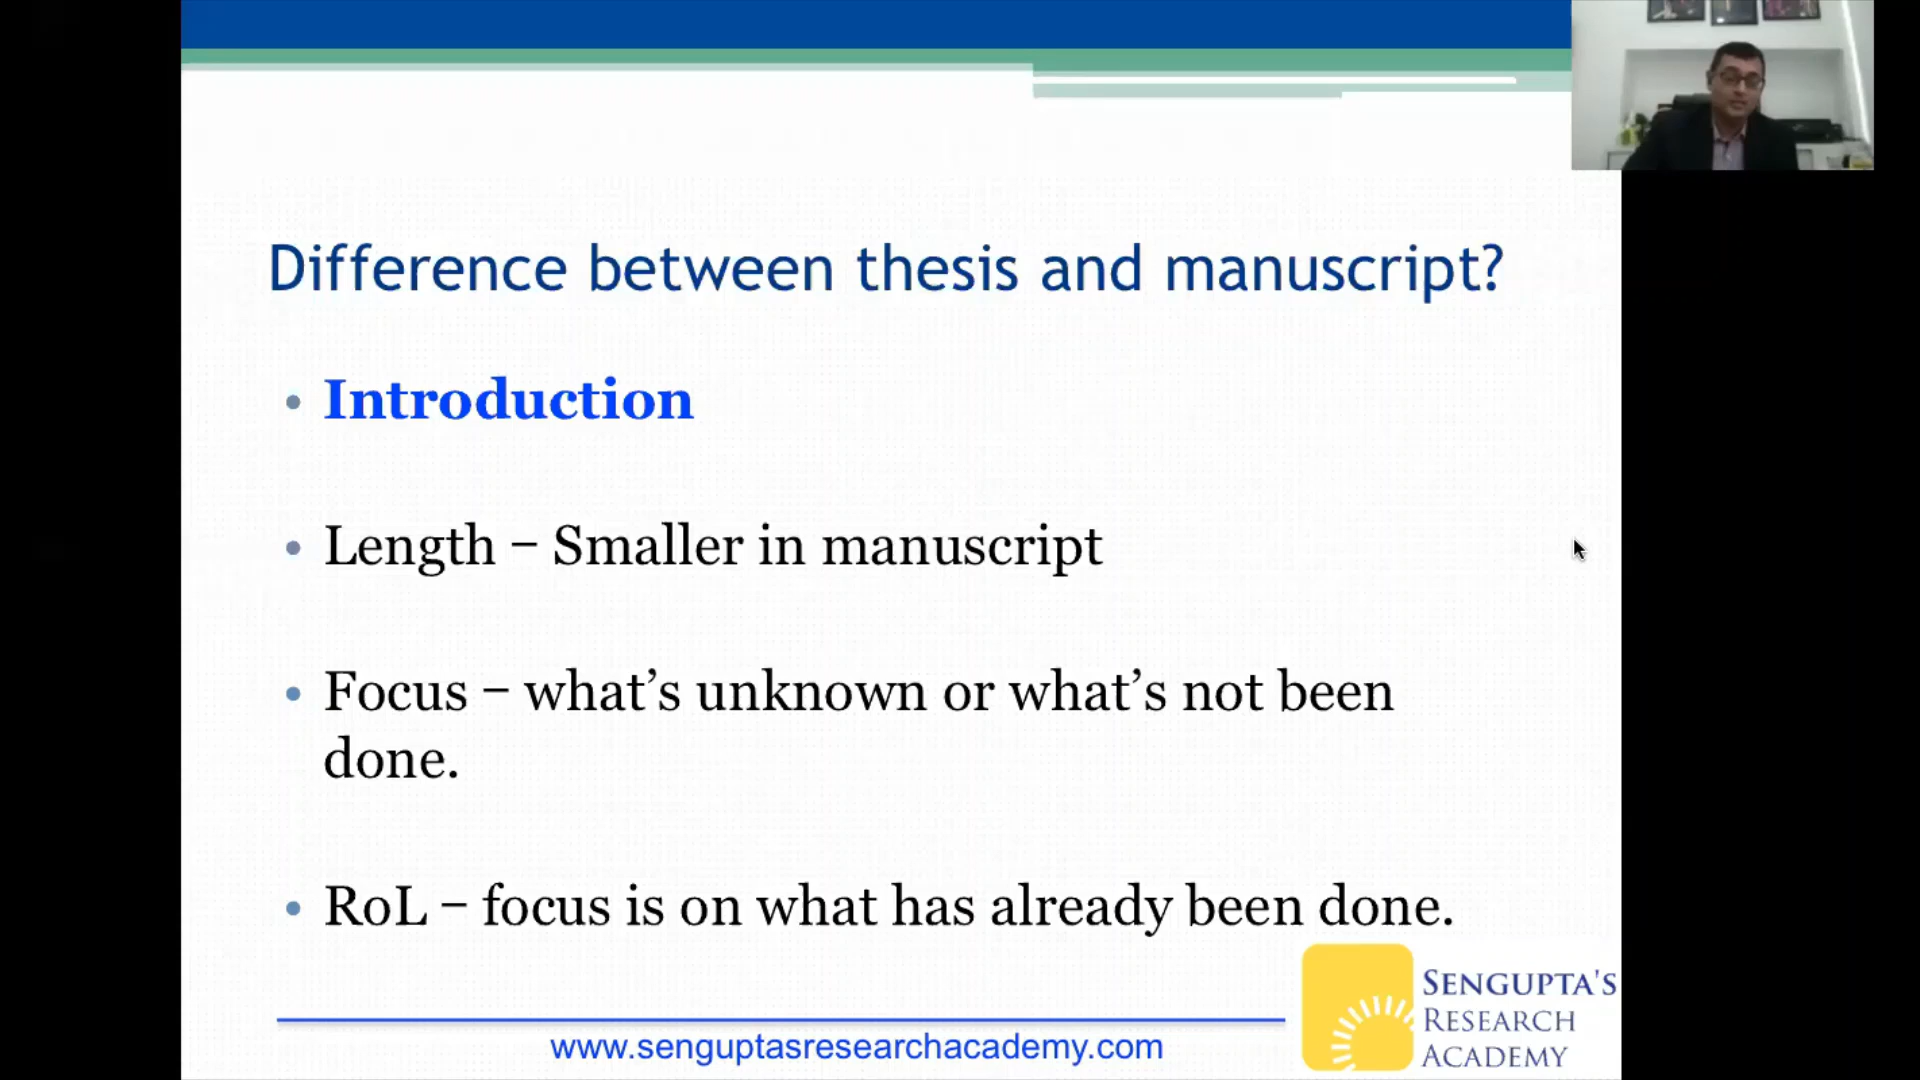 Difference between thesis and manuscript?
• Introduction
• Length – Smaller in manuscript
• Focus – what’s unknown or what’s not been
done.
• RoL – focus is on what has already been done.
SENGUPTA'S
RESEARCH
ACADEMY
www.senguptasresearchacademy.com